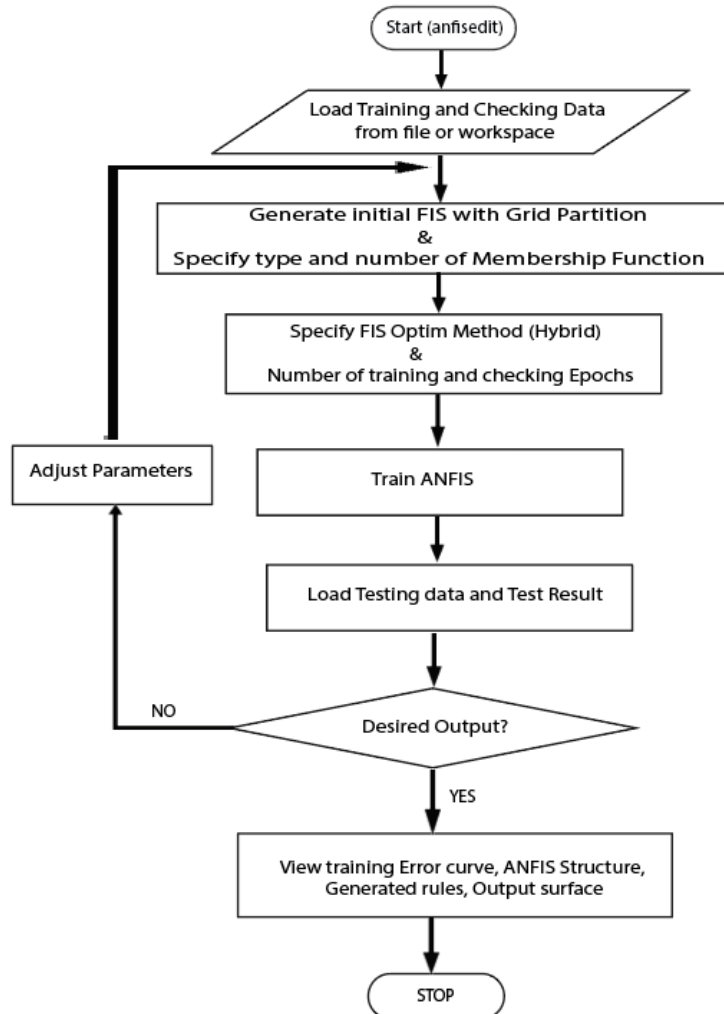 Start (anfisedit)
Load Training and Checking Data
from file or workspace
Generate initial FIS with Grid Partition
&
Specify type and number of Membership Function
Specify FIS Optim Method (Hybrid)
&
Number of training and checking Epochs
Adjust Parameters
Train ANFIS
Load Testing data and Test Result
NO
Desired Output?
YES
View training Error curve, ANFIS Structure,
Generated rules, Output surface
STOP